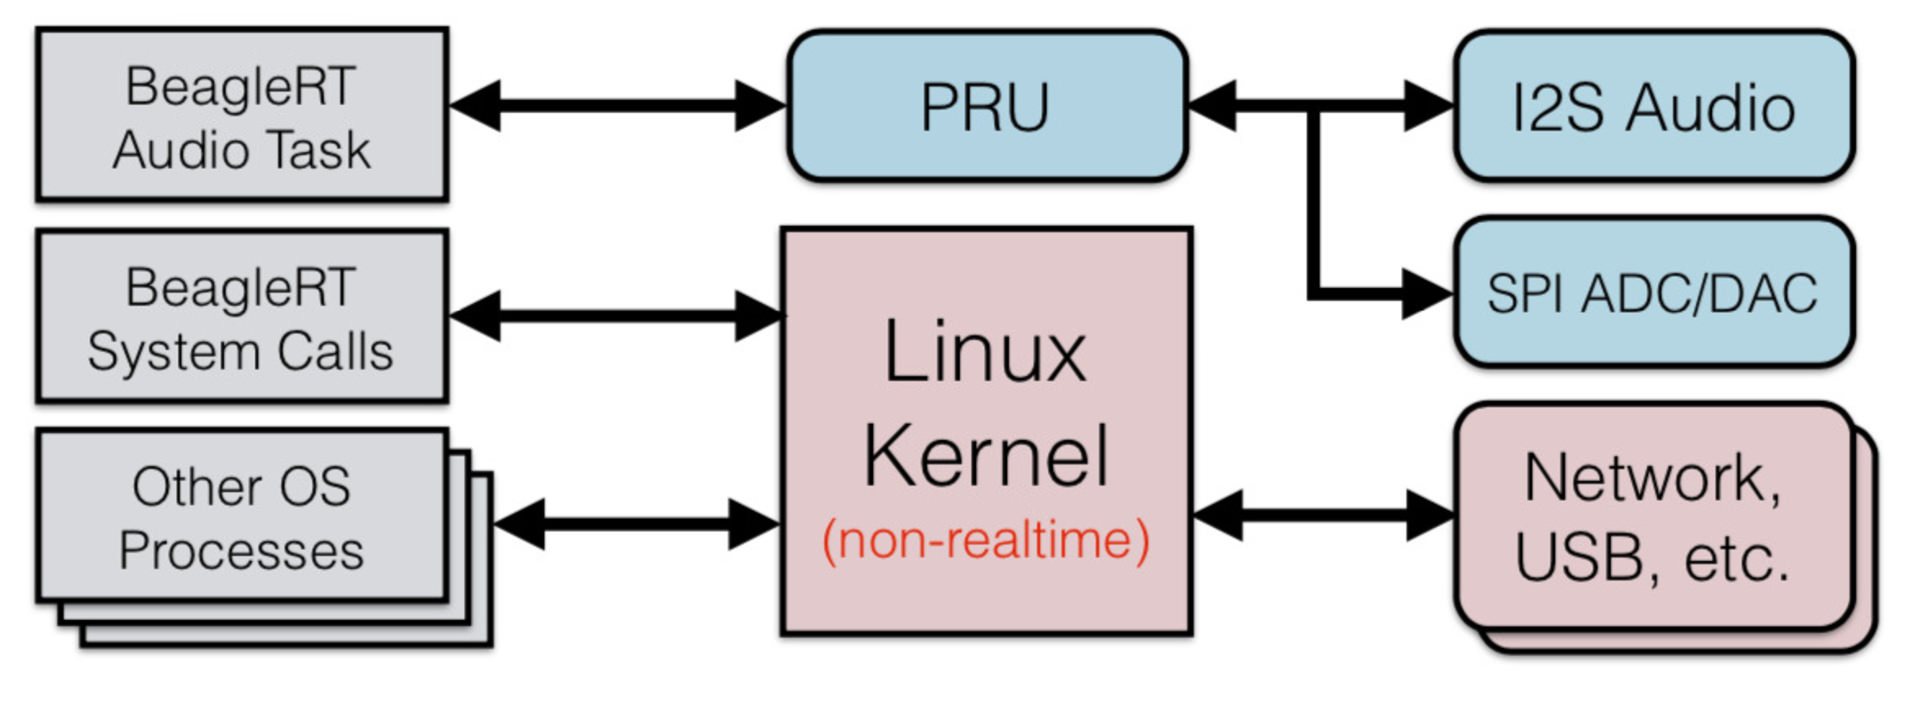 BeagleRT
Audio Task
PRU
I2S Audio
BeagleRT
System Calls
Linux
Kernel
(non-realtime)
SPI ADC/DAC
Other OS
Processes
Network,
USB, etc.